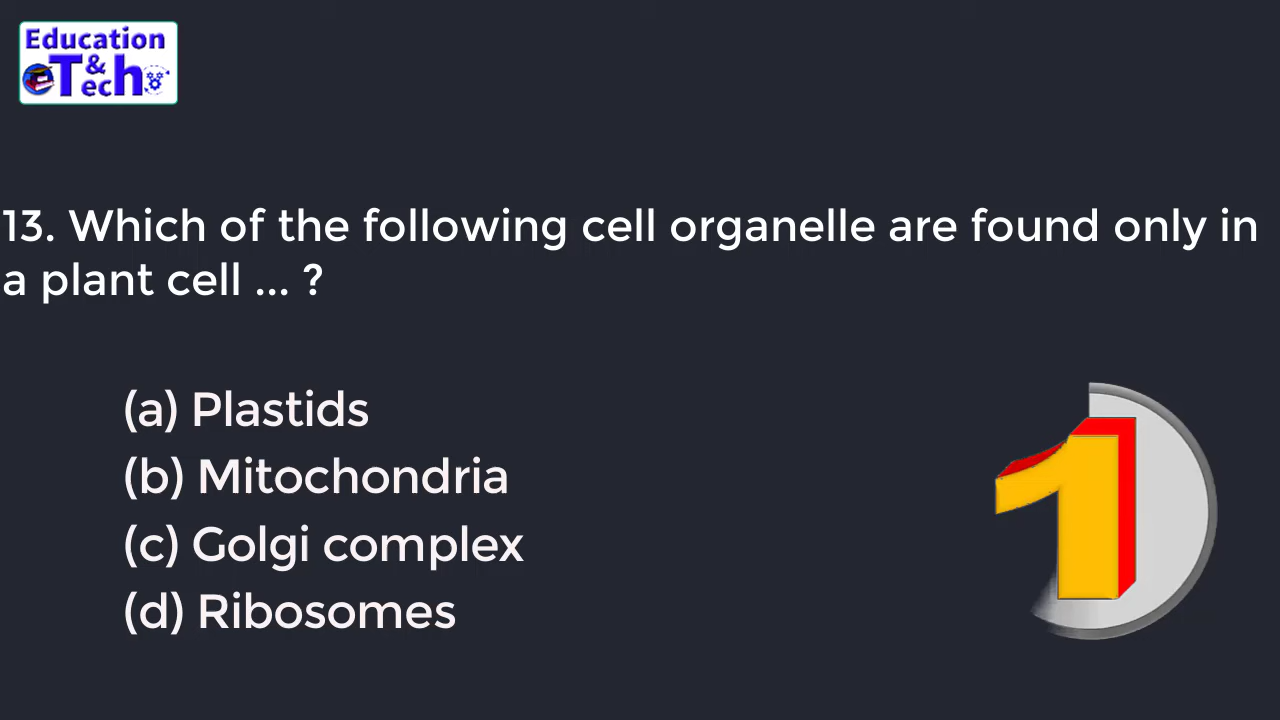 Education
&
Tech
13. Which of the following cell organelle are found only in
a plant cell ... ?
(a) Plastids
(b) Mitochondria
(c) Golgi complex
(d) Ribosomes
1